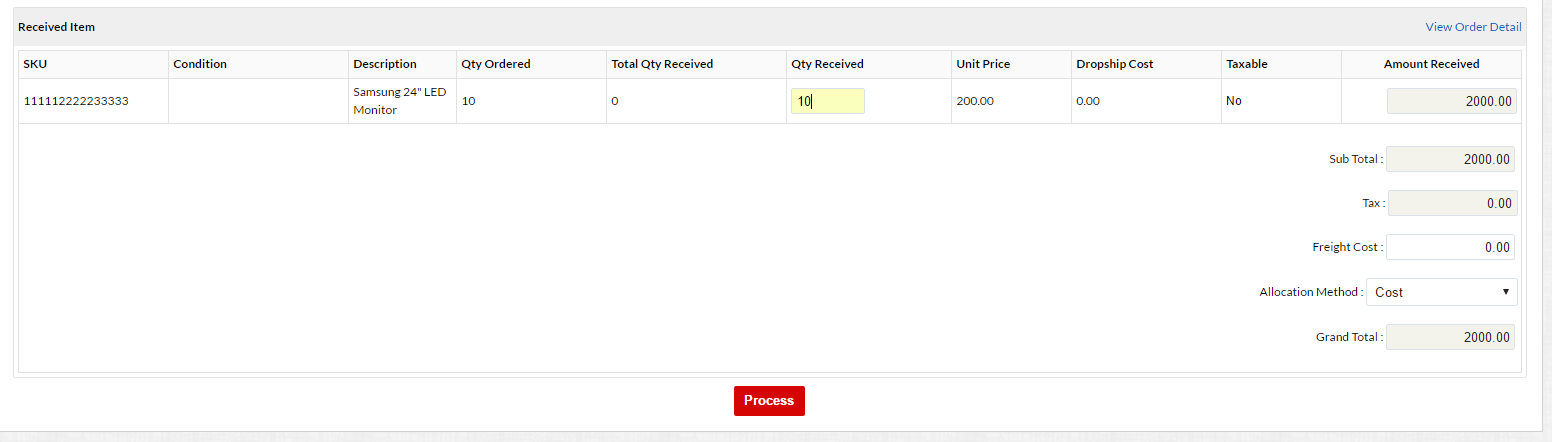 Received Item
View Order Detail
SKU Condition Description Qty Ordered Total Qty Received Qty Received Unit Price Dropship Cost Taxable Amount Received
111112222233333 Samsung 24" LED Monitor 10 0 10 200.00 0.00 No 2000.00
Sub Total : 2000.00
Tax : 0.00
Freight Cost : 0.00
Allocation Method : Cost
Grand Total : 2000.00
Process